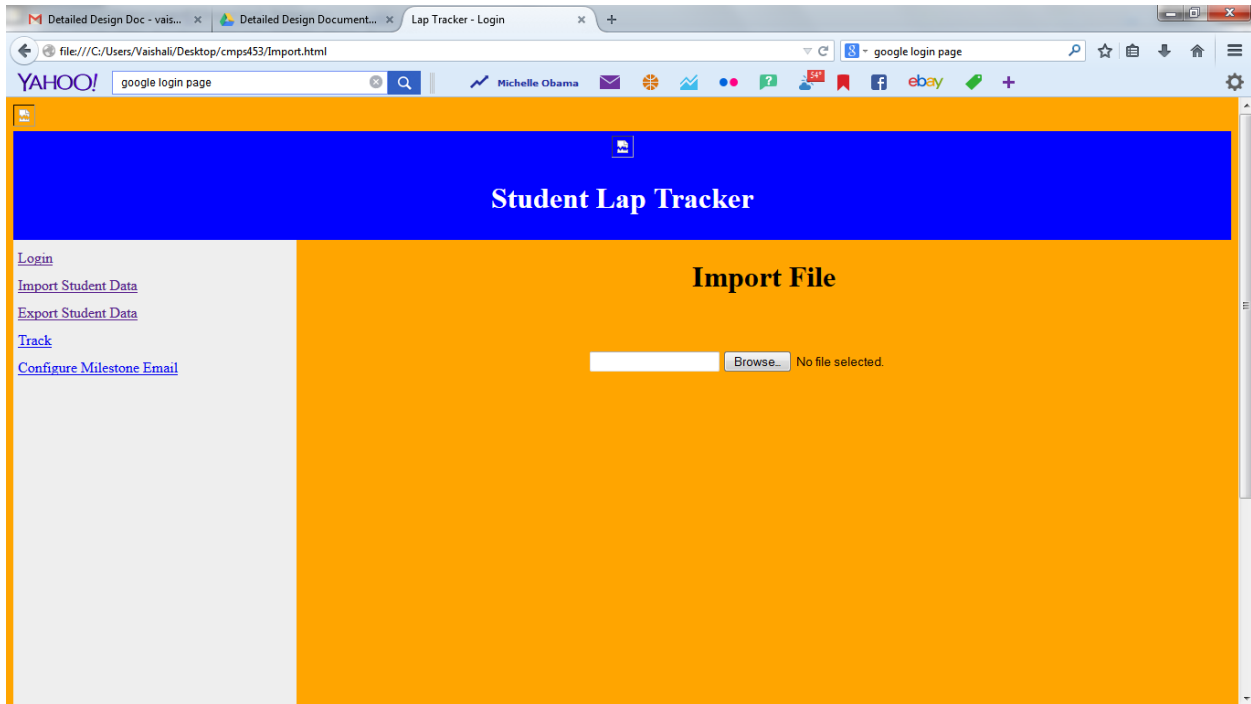 Detailed Design Doc - vais... × Detailed Design Document... × Lap Tracker - Login × +
file:///C:/Users/Vaishali/Desktop/cmps453/Import.html 8 google login page
YAHOO! google login page Michelle Obama 54° ebay
Student Lap Tracker
Login
Import Student Data
Export Student Data
Track
Configure Milestone Email
Import File
Browse... No file selected.